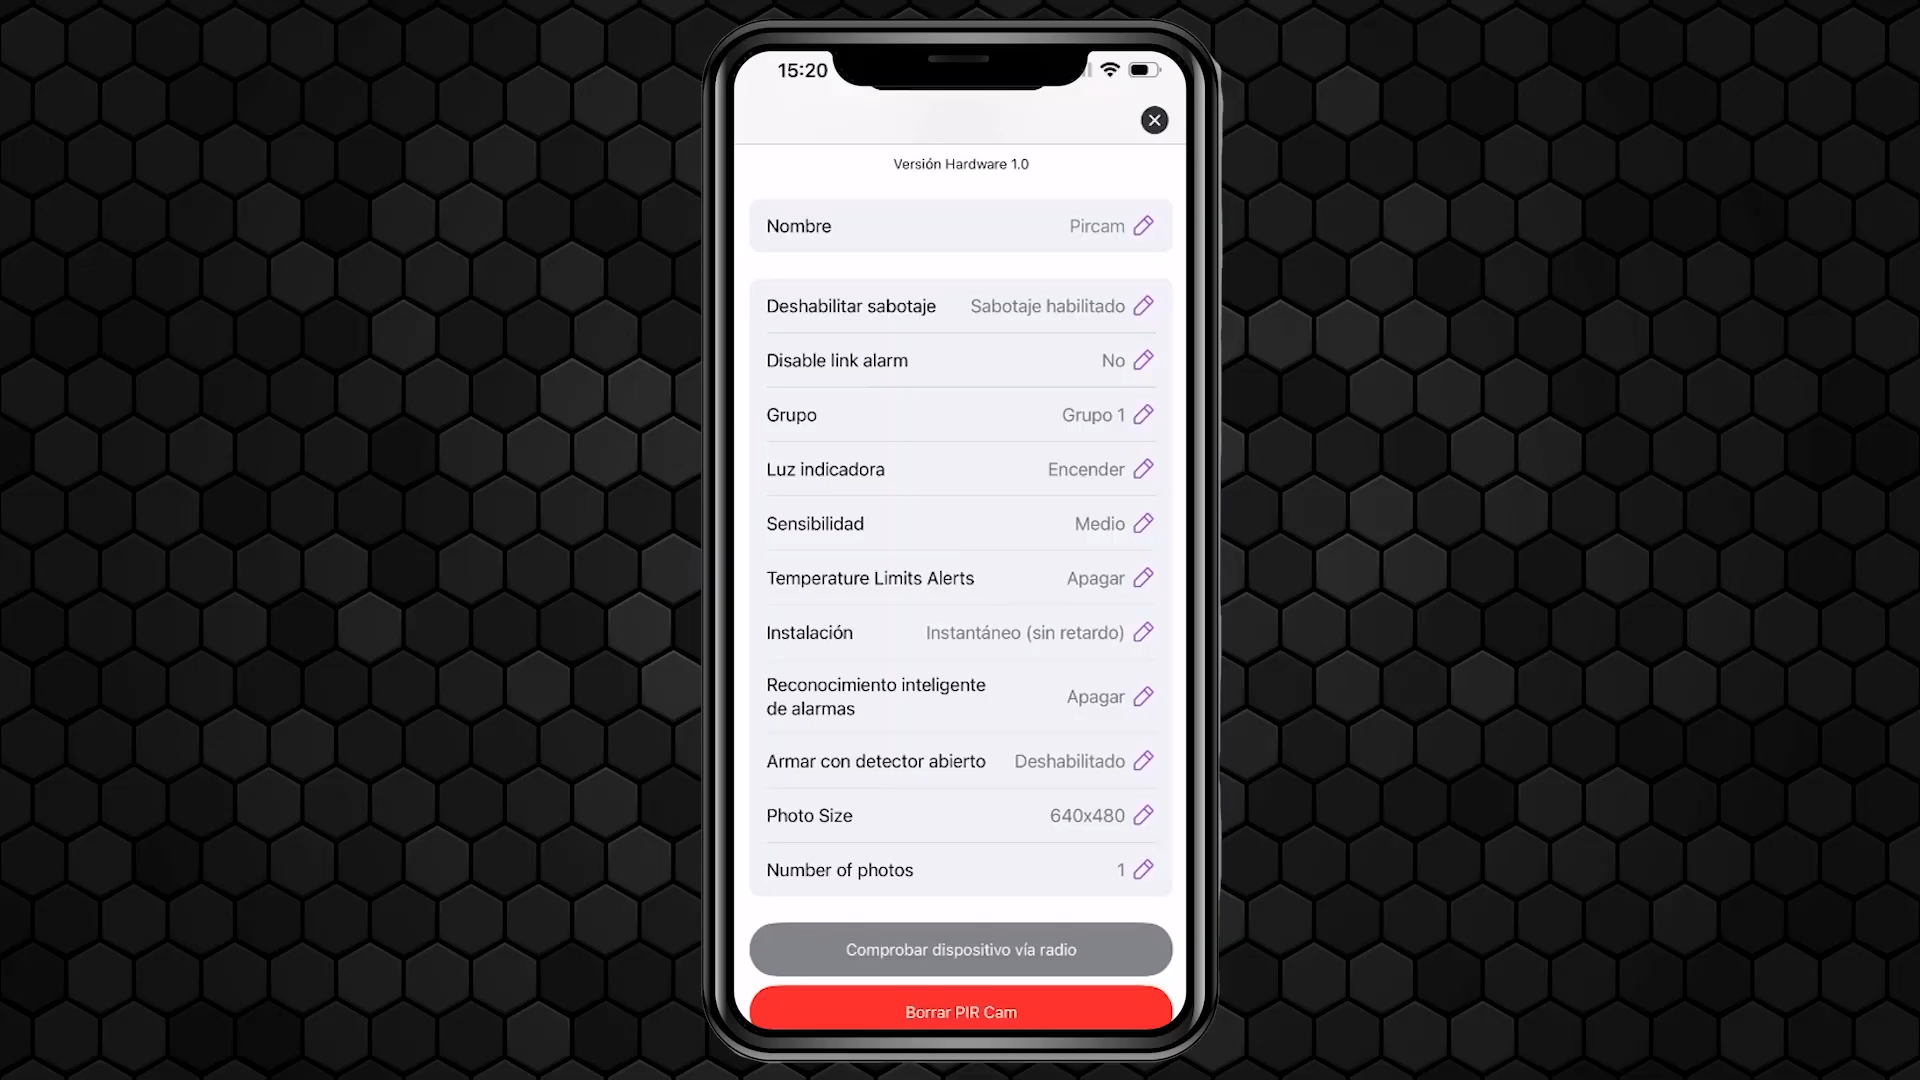 15:20
Versión Hardware 1.0
Nombre Pircam
Deshabilitar sabotaje Sabotaje habilitado
Disable link alarm No
Grupo Grupo 1
Luz indicadora Encender
Sensibilidad Medio
Temperature Limits Alerts Apagar
Instalación Instantáneo (sin retardo)
Reconocimiento inteligente
de alarmas Apagar
Armar con detector abierto Deshabilitado
Photo Size 640x480
Number of photos 1
Comprobar dispositivo vía radio
Borrar PIR Cam